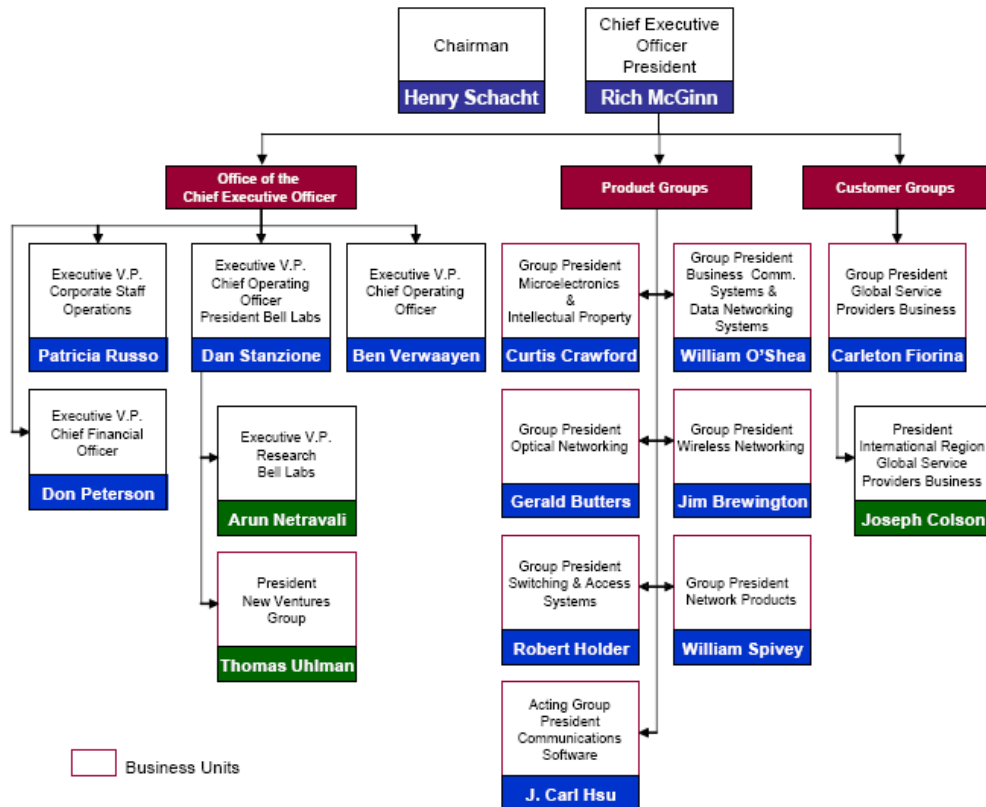 Chairman
Henry Schacht
Chief Executive
Officer
President
Rich McGinn
Office of the
Chief Executive Officer
Product Groups
Customer Groups
Executive V.P.
Corporate Staff
Operations
Patricia Russo
Executive V.P.
Chief Operating
Officer
President Bell Labs
Dan Stanzione
Executive V.P.
Chief Operating
Officer
Ben Verwaayen
Group President
Microelectronics
&
Intellectual Property
Curtis Crawford
Group President
Business Comm.
Systems &
Data Networking
Systems
William O'Shea
Group President
Global Service
Providers Business
Carleton Fiorina
Executive V.P.
Chief Financial
Officer
Don Peterson
Executive V.P.
Research
Bell Labs
Arun Netravali
Group President
Optical Networking
Gerald Butters
Group President
Wireless Networking
Jim Brewington
President
International Region
Global Service
Providers Business
Joseph Colson
President
New Ventures
Group
Thomas Uhlman
Group President
Switching & Access
Systems
Robert Holder
Group President
Network Products
William Spivey
Acting Group
President
Communications
Software
J. Carl Hsu
Business Units